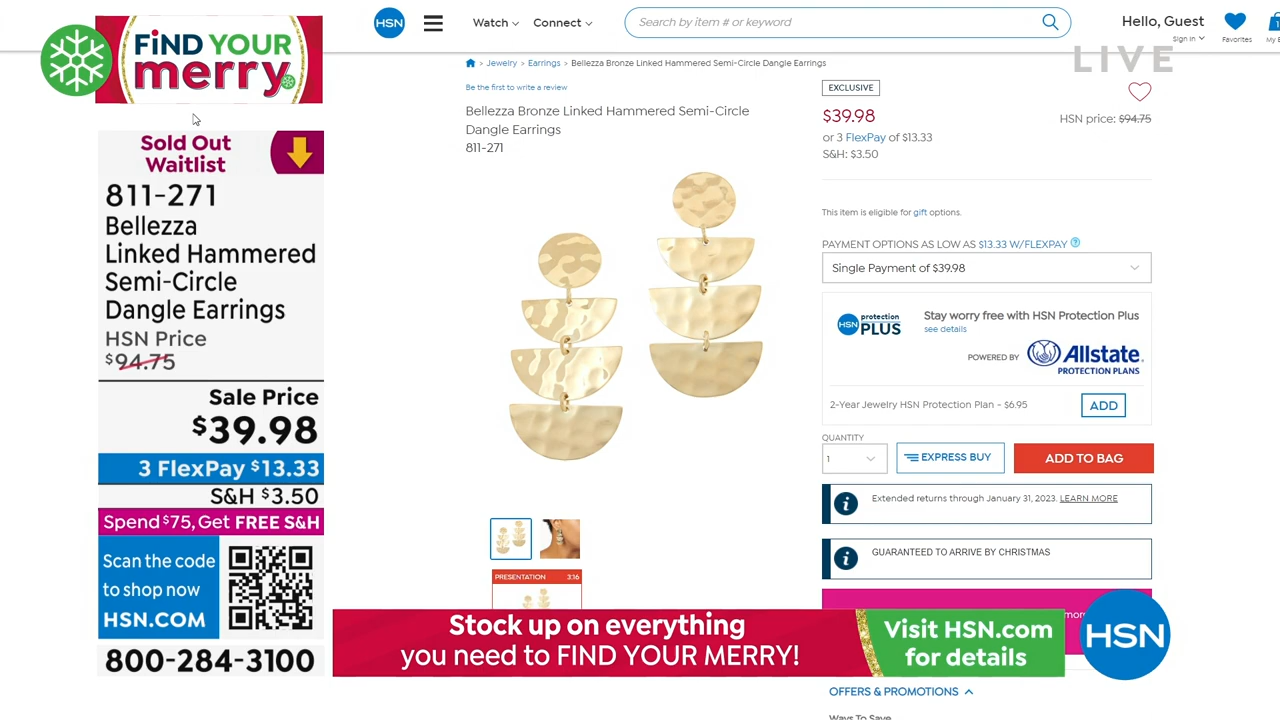 FiND YOUR
merry
Sold Out
Waitlist
811-271
Bellezza
Linked Hammered
Semi-Circle
Dangle Earrings
HSN Price
$94.75
Sale Price
$39.98
3 FlexPay $13.33
S&H $3.50
Spend $75, Get FREE S&H
Scan the code
to shop now
HSN.COM
800-284-3100
HSN
Watch
Connect
Search by item # or keyword
Hello, Guest
Sign In
Favorites
LIVE
> Jewelry > Earrings > Bellezza Bronze Linked Hammered Semi-Circle Dangle Earrings
Be the first to write a review
Bellezza Bronze Linked Hammered Semi-Circle
Dangle Earrings
811-271
PRESENTATION 3:16
EXCLUSIVE
$39.98
HSN price: $94.75
or 3 FlexPay of $13.33
S&H: $3.50
This item is eligible for gift options.
PAYMENT OPTIONS AS LOW AS $13.33 W/FLEXPAY ?
Single Payment of $39.98
HSN protection PLUS
Stay worry free with HSN Protection Plus
see details
POWERED BY Allstate.
PROTECTION PLANS
2-Year Jewelry HSN Protection Plan - $6.95
ADD
QUANTITY
1
EXPRESS BUY
ADD TO BAG
Extended returns through January 31, 2023. LEARN MORE
GUARANTEED TO ARRIVE BY CHRISTMAS
Stock up on everything
you need to FIND YOUR MERRY!
Visit HSN.com
for details
HSN
OFFERS & PROMOTIONS
Ways To Save